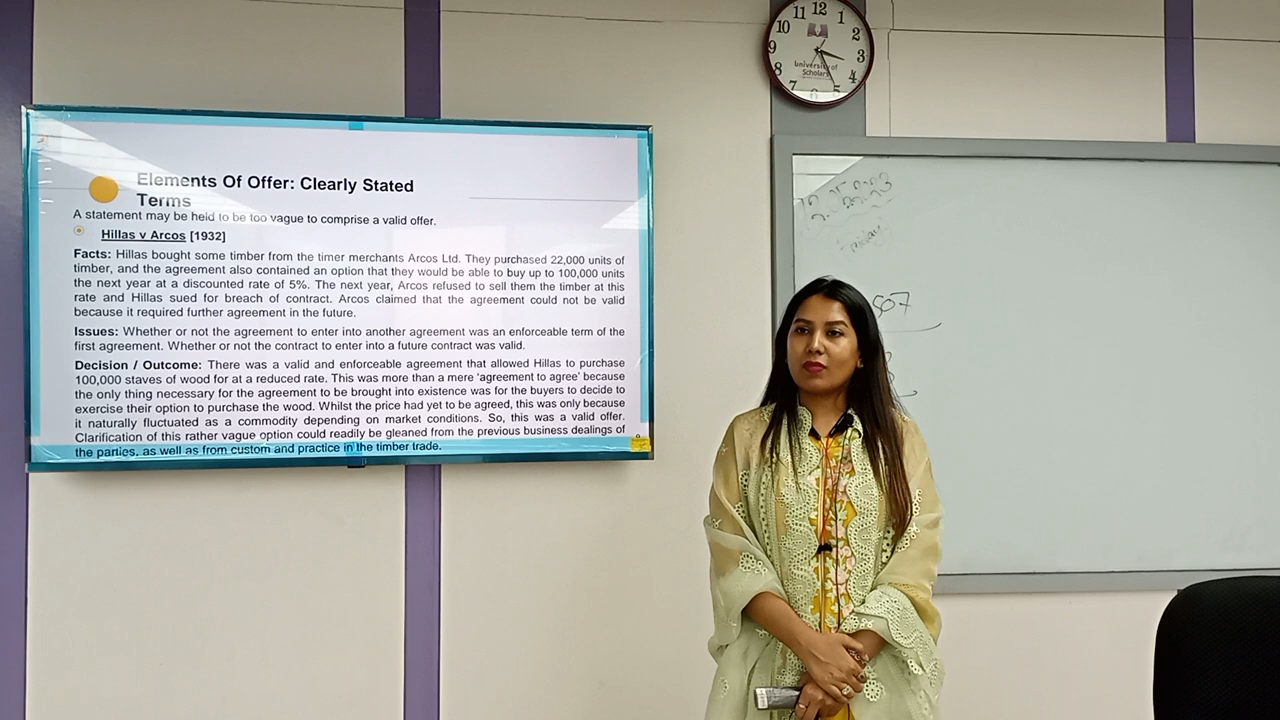 Elements Of Offer: Clearly Stated
Terms
A statement may be held to be too vague to comprise a valid offer.
Hillas v Arcos [1932]
Facts: Hillas bought some timber from the timer merchants Arcos Ltd. They purchased 22,000 units of
timber, and the agreement also contained an option that they would be able to buy up to 100,000 units
the next year at a discounted rate of 5%. The next year, Arcos refused to sell them the timber at this
rate and Hillas sued for breach of contract. Arcos claimed that the agreement could not be valid
because it required further agreement in the future.
Issues: Whether or not the agreement to enter into another agreement was an enforceable term of the
first agreement. Whether or not the contract to enter into a future contract was valid.
Decision / Outcome: There was a valid and enforceable agreement that allowed Hillas to purchase
100,000 staves of wood for at a reduced rate. This was more than a mere 'agreement to agree' because
the only thing necessary for the agreement to be brought into existence was for the buyers to decide to
exercise their option to purchase the wood. Whilst the price had yet to be agreed, this was only because
it naturally fluctuated as a commodity depending on market conditions. So, this was a valid offer.
Clarification of this rather vague option could readily be gleaned from the previous business dealings of
the parties, as well as from custom and practice in the timber trade.
11 12 1
10 2
9 3
8 4
7 6 5
University of
Scholars
507